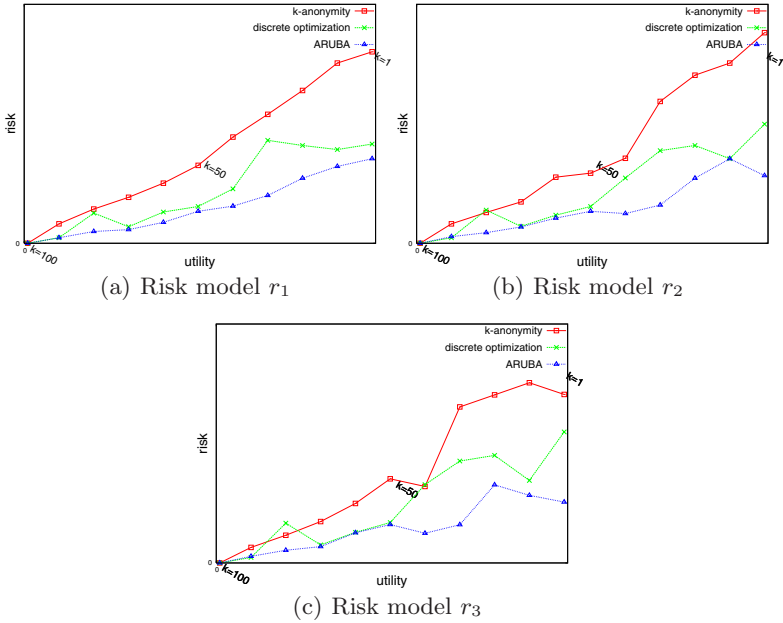 k-anonymity
discrete optimization
ARUBA
k=1
risk
k=50
0
0
k=100
utility
(a) Risk model r1
k-anonymity
discrete optimization
ARUBA
k=1
risk
k=50
0
0
k=100
utility
(b) Risk model r2
k-anonymity
discrete optimization
ARUBA
k=1
risk
k=50
0
0
k=100
utility
(c) Risk model r3